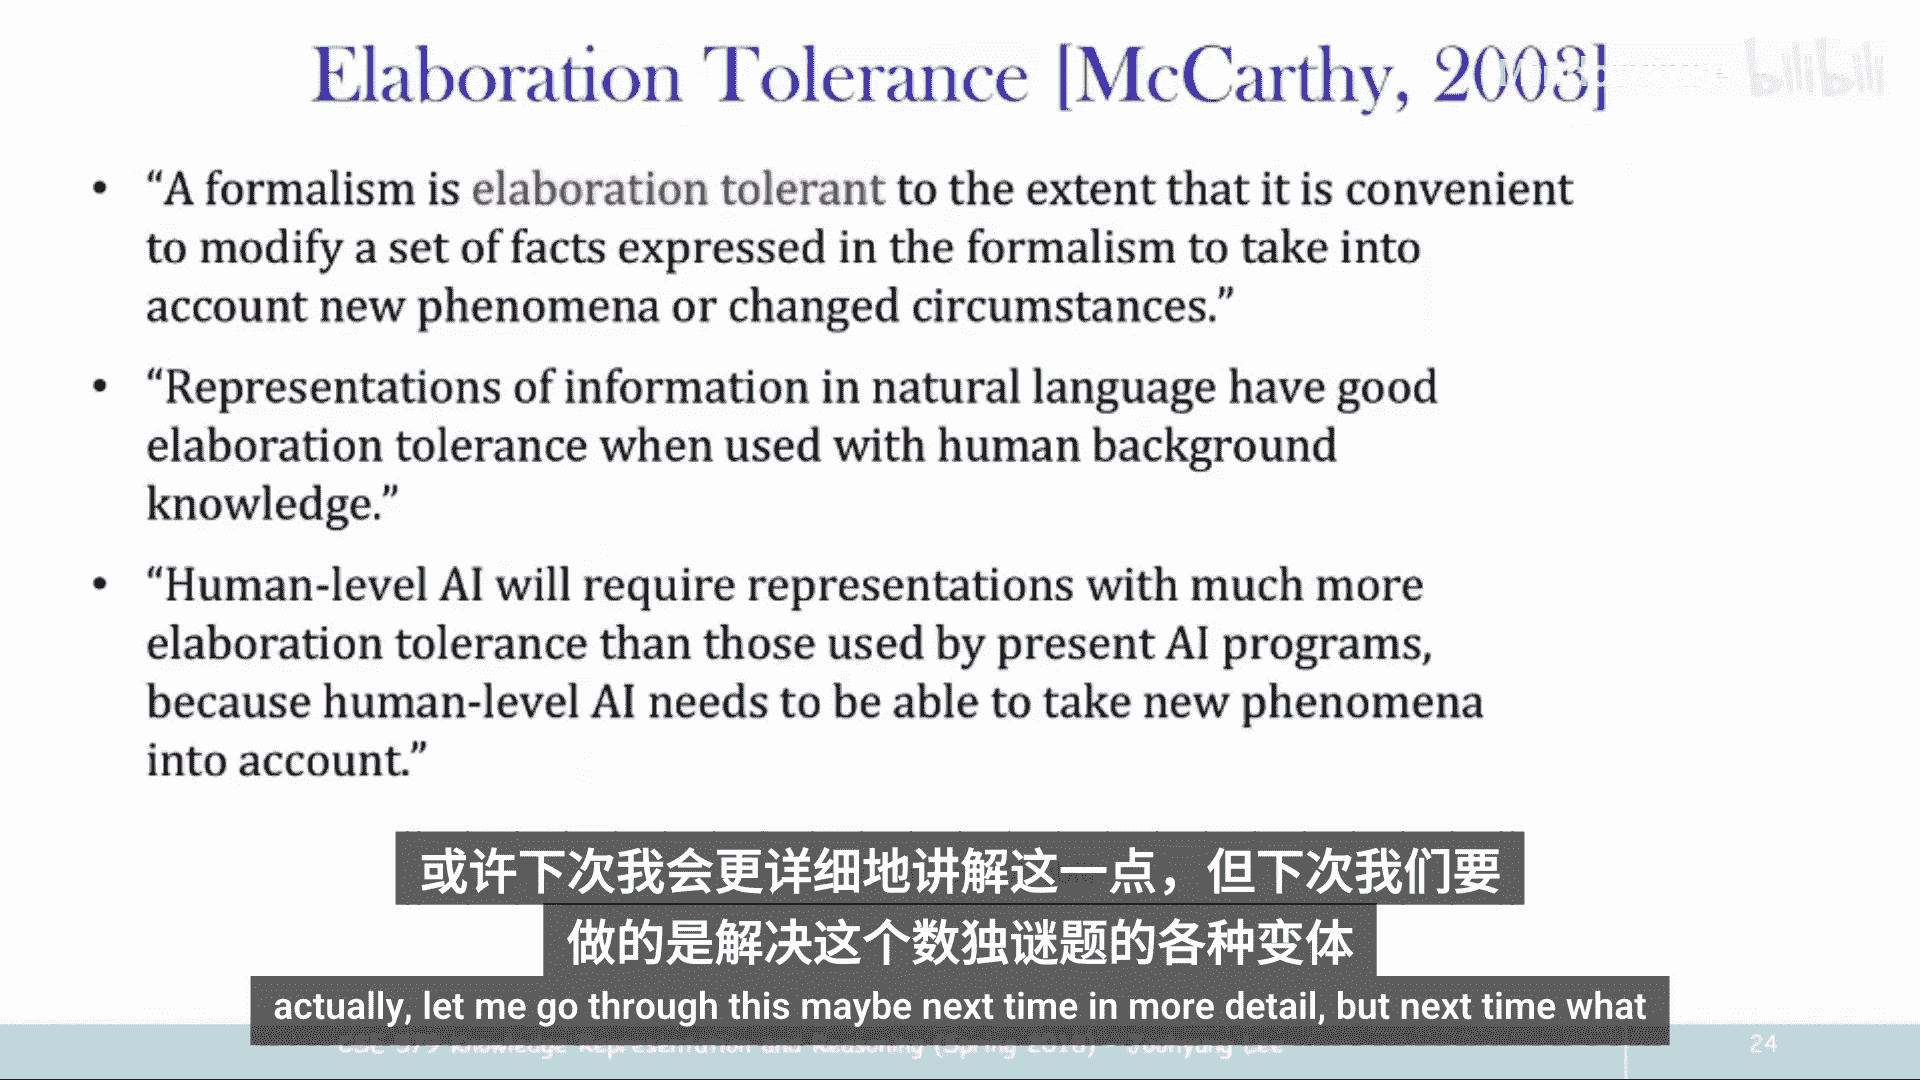 Elaboration Tolerance [McCarthy, 2003]
bilibili
• “A formalism is elaboration tolerant to the extent that it is convenient
to modify a set of facts expressed in the formalism to take into
account new phenomena or changed circumstances.”
• “Representations of information in natural language have good
elaboration tolerance when used with human background
knowledge.”
• “Human-level AI will require representations with much more
elaboration tolerance than those used by present AI programs,
because human-level AI needs to be able to take new phenomena
into account.”
或许下次我会更详细地讲解这一点，但下次我们要
做的是解决这个数独谜题的各种变体
actually, let me go through this maybe next time in more detail, but next time what
Knowledge Representation and Reasoning (Spring
24